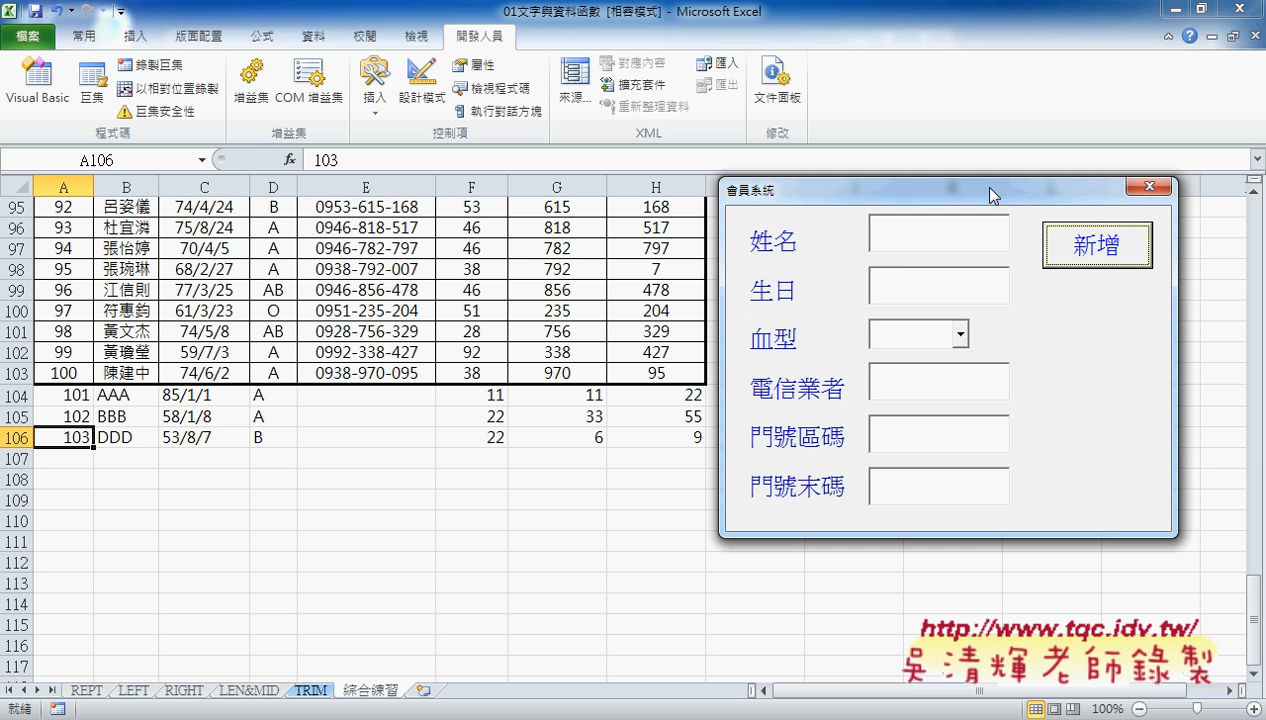 01文字與資料函數 [相容模式] - Microsoft Excel
檔案 常用 插入 版面配置 公式 資料 校閱 檢視 開發人員
Visual Basic 巨集 錄製巨集 以相對位置錄製 巨集安全性 程式碼
增益集 COM 增益集 增益集
插入 設計模式 屬性 檢視程式碼 執行對話方塊 控制項
來源... 對應內容 擴充套件 重新整理資料 匯入 匯出 XML
文件面板 修改
A106 fx 103
A B C D E F G H
95 92 呂姿儀 74/4/24 B 0953-615-168 53 615 168
96 93 杜宜潾 75/8/24 A 0946-818-517 46 818 517
97 94 張怡婷 70/4/5 A 0946-782-797 46 782 797
98 95 張琬琳 68/2/27 A 0938-792-007 38 792 7
99 96 江信則 77/3/25 AB 0946-856-478 46 856 478
100 97 符惠鈞 61/3/23 O 0951-235-204 51 235 204
101 98 黃文杰 74/5/8 AB 0928-756-329 28 756 329
102 99 黃瓊瑩 59/7/3 A 0992-338-427 92 338 427
103 100 陳建中 74/6/2 A 0938-970-095 38 970 95
104 101 AAA 85/1/1 A 11 11 22
105 102 BBB 58/1/8 A 22 33 55
106 103 DDD 53/8/7 B 22 6 9
107
108
109
110
111
112
113
114
115
116
117
會員系統
姓名 新增
生日
血型
電信業者
門號區碼
門號末碼
http://www.tqc.idv.tw/
吳清輝老師錄製
REPT LEFT RIGHT LEN&MID TRIM 綜合練習
就緒 100%